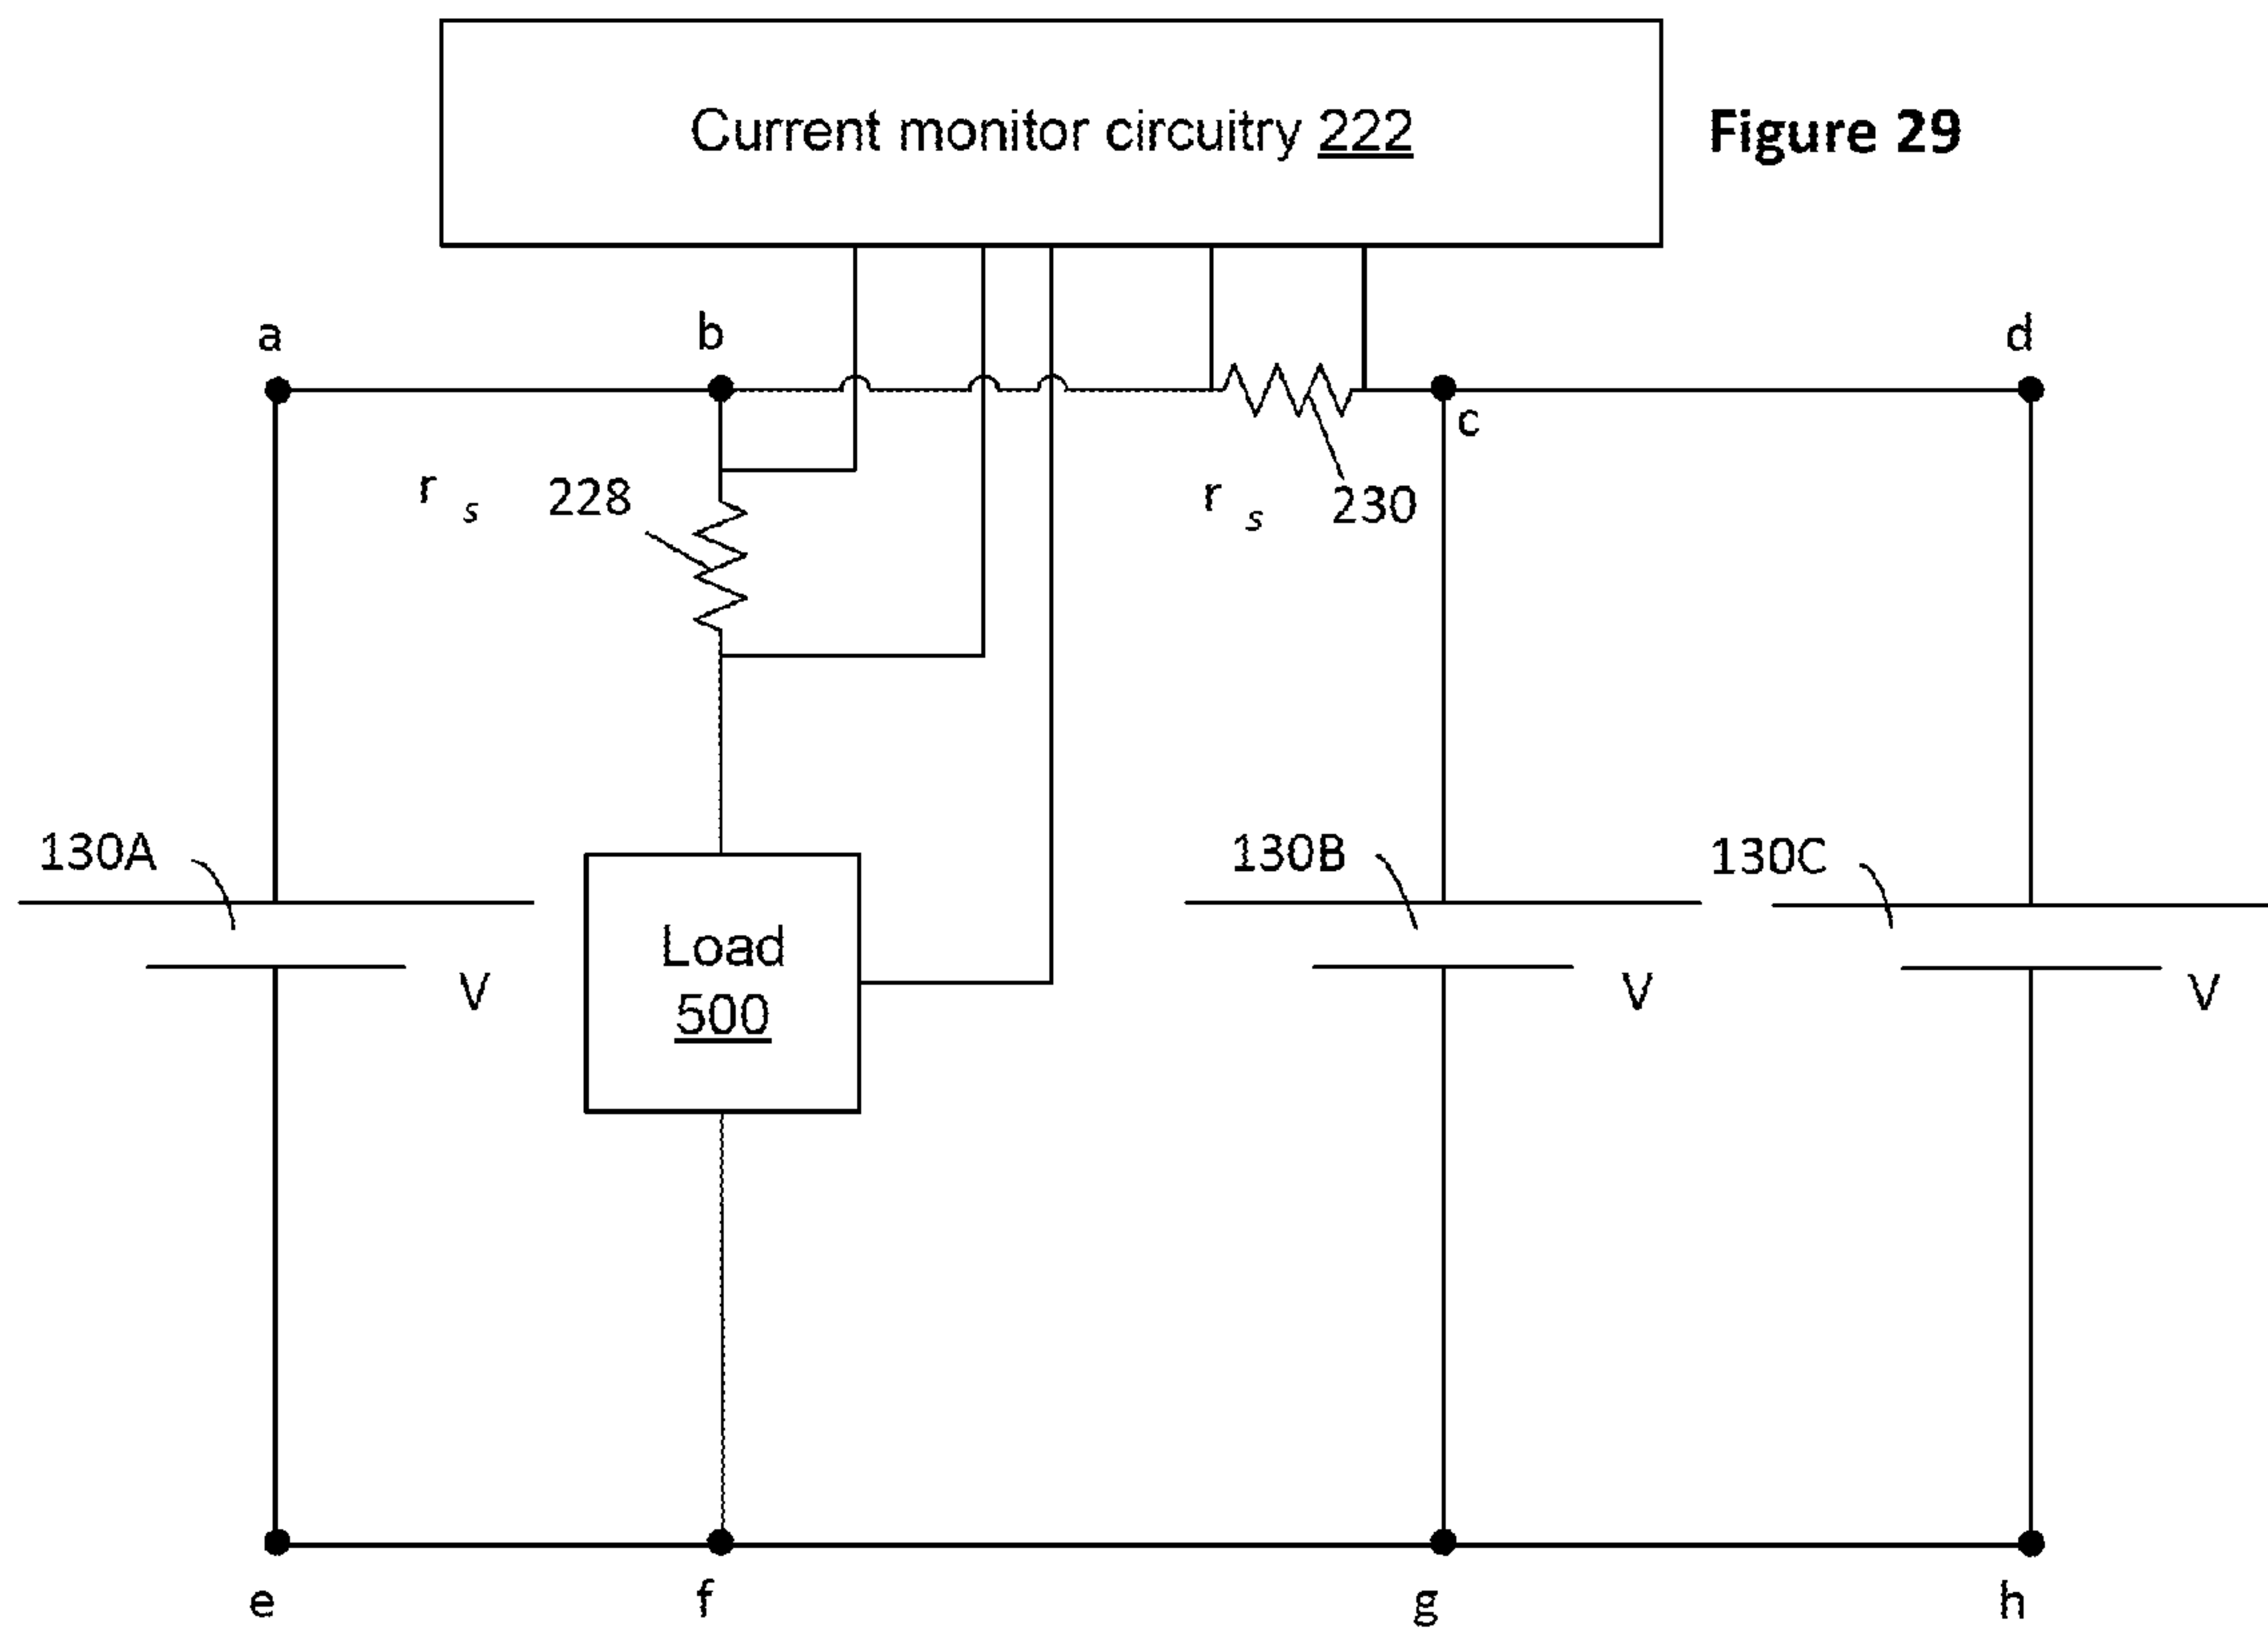 Current monitor circuitry 222
Figure 29
a
b
c
d
r s 228
r s 230
130A
V
Load
500
130B
V
130C
V
e
f
g
h